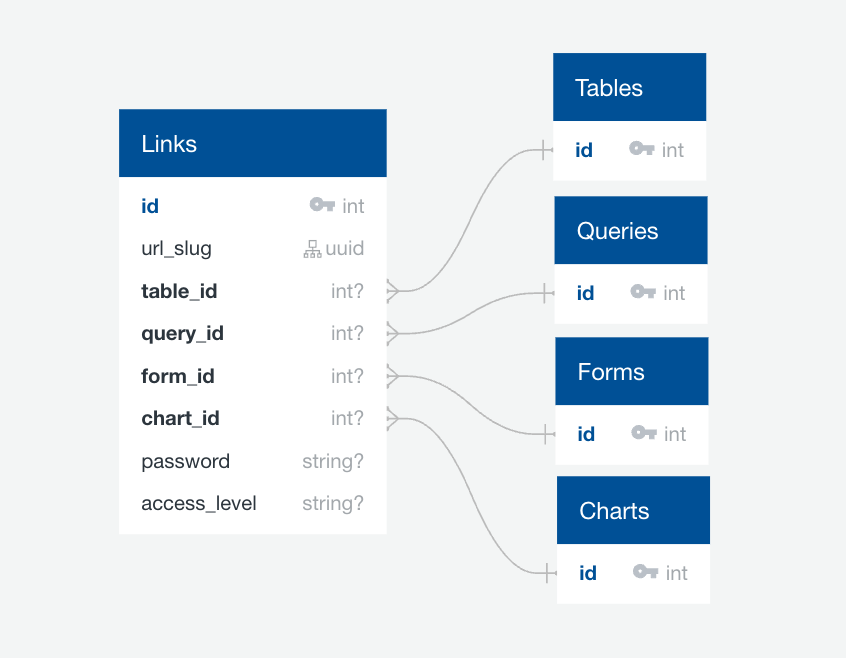 Links
id int
url_slug uuid
table_id int?
query_id int?
form_id int?
chart_id int?
password string?
access_level string?
Tables
id int
Queries
id int
Forms
id int
Charts
id int